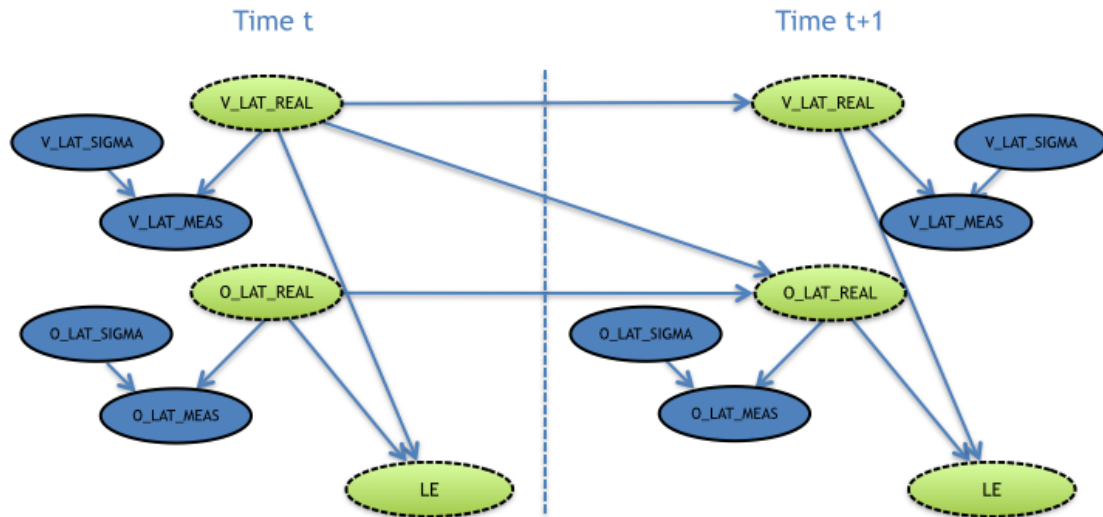 Time t
Time t+1
V_LAT_REAL
V_LAT_REAL
V_LAT_SIGMA
V_LAT_SIGMA
V_LAT_MEAS
V_LAT_MEAS
O_LAT_REAL
O_LAT_REAL
O_LAT_SIGMA
O_LAT_SIGMA
O_LAT_MEAS
O_LAT_MEAS
LE
LE